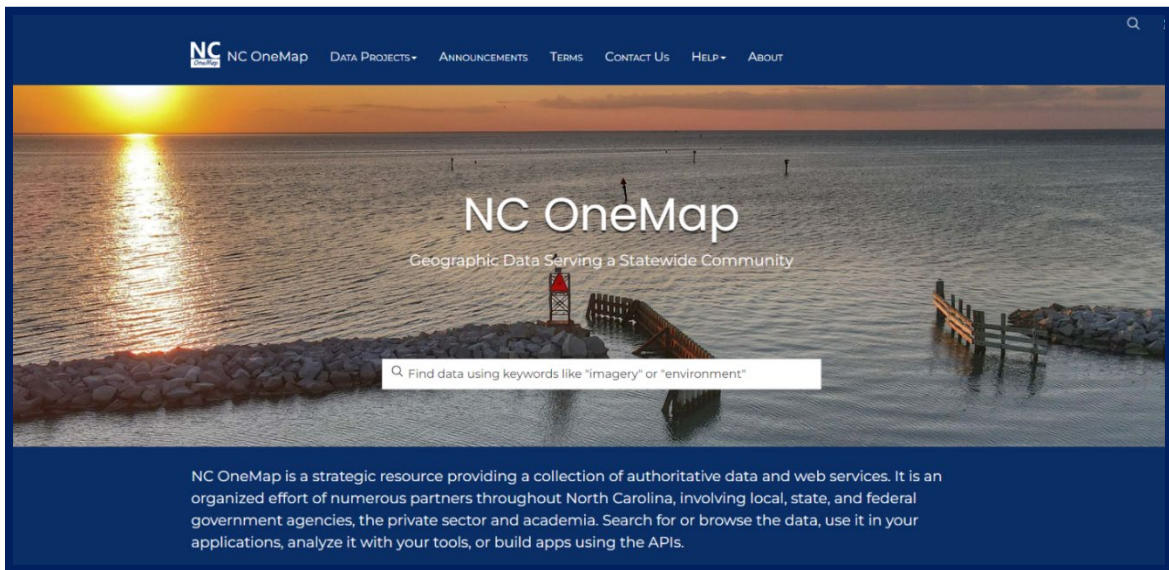 NC OneMap NC OneMap Data Projects Announcements Terms Contact Us Help About
NC OneMap
Geographic Data Serving a Statewide Community
Find data using keywords like "imagery" or "environment"
NC OneMap is a strategic resource providing a collection of authoritative data and web services. It is an
organized effort of numerous partners throughout North Carolina, involving local, state, and federal
government agencies, the private sector and academia. Search for or browse the data, use it in your
applications, analyze it with your tools, or build apps using the APIs.